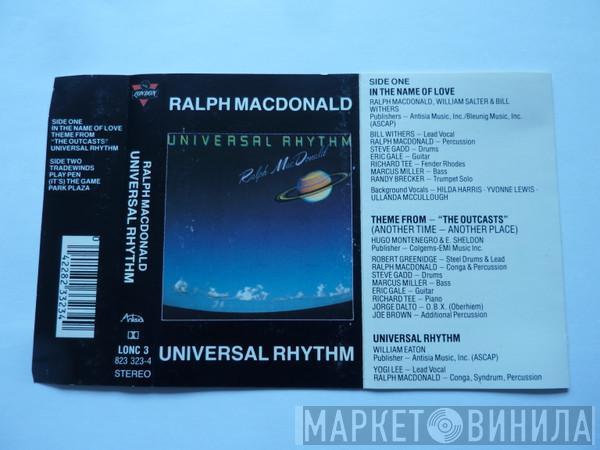 SIDE ONE
IN THE NAME OF LOVE
THEME FROM
"THE OUTCASTS"
UNIVERSAL RHYTHM
SIDE TWO
TRADEWINDS
PLAY PEN
(IT'S) THE GAME
PARK PLAZA
0 42282 33234
LONDON
RALPH MACDONALD
UNIVERSAL RHYTHM
LONC 3
823 323-4
STEREO
RALPH MACDONALD
UNIVERSAL RHYTHM
Ralph MacDonald
UNIVERSAL RHYTHM
SIDE ONE
IN THE NAME OF LOVE
RALPH MACDONALD, WILLIAM SALTER & BILL
WITHERS
Publishers – Antisia Music, Inc./Bleunig Music, Inc.
(ASCAP)
BILL WITHERS – Lead Vocal
RALPH MACDONALD – Percussion
STEVE GADD – Drums
ERIC GALE – Guitar
RICHARD TEE – Fender Rhodes
MARCUS MILLER – Bass
RANDY BRECKER – Trumpet Solo
Background Vocals – HILDA HARRIS - YVONNE LEWIS -
ULLANDA MCCULLOUGH
THEME FROM – "THE OUTCASTS"
(ANOTHER TIME – ANOTHER PLACE)
HUGO MONTENEGRO & E. SHELDON
Publisher – Colgems-EMI Music Inc.
ROBERT GREENIDGE – Steel Drums & Lead
RALPH MACDONALD – Conga & Percussion
STEVE GADD – Drums
MARCUS MILLER – Bass
ERIC GALE – Guitar
RICHARD TEE – Piano
JORGE DALTO – O.B.X. (Oberhiem)
JOE BROWN – Additional Percussion
UNIVERSAL RHYTHM
WILLIAM EATON
Publisher – Antisia Music, Inc. (ASCAP)
YOGI LEE – Lead Vocal
RALPH MACDONALD – Conga, Syndrum, Percussion
МАРКЕТ ВИНИЛА